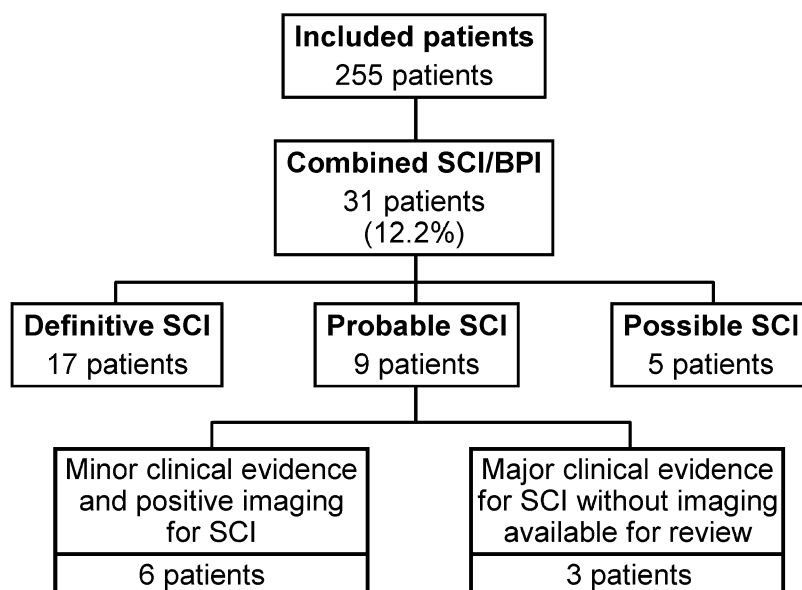 Included patients
255 patients
Combined SCI/BPI
31 patients
(12.2%)
Definitive SCI
17 patients
Probable SCI
9 patients
Possible SCI
5 patients
Minor clinical evidence
and positive imaging
for SCI
6 patients
Major clinical evidence
for SCI without imaging
available for review
3 patients